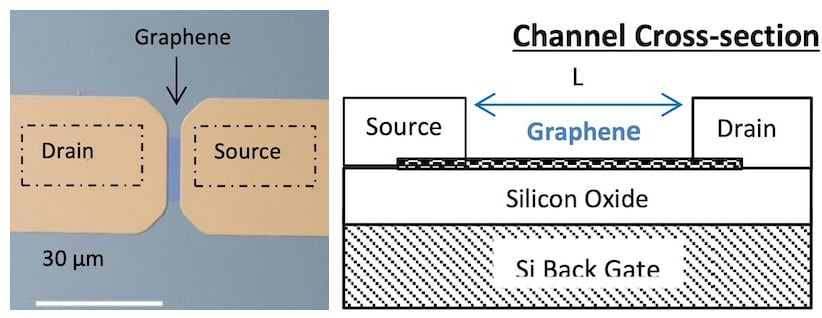 Graphene
Drain
Source
30 µm
Channel Cross-section
L
Source
Graphene
Drain
Silicon Oxide
Si Back Gate